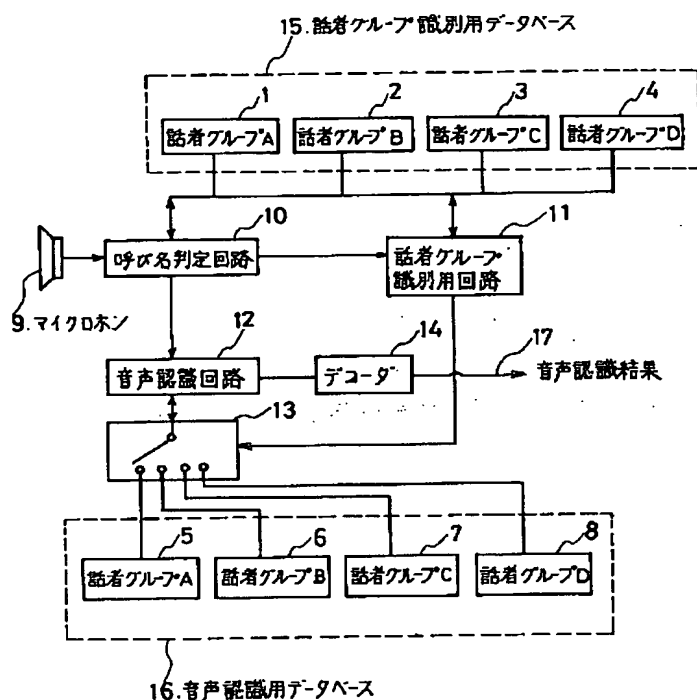 15.話者グループ識別用データベース
1
2
3
4
話者グループA
話者グループB
話者グループC
話者グループD
10
11
呼び名判定回路
話者グループ
識別用回路
9.マイクロホン
12
14
17
音声認識回路
デコーダ
音声認識結果
13
5
6
7
8
話者グループA
話者グループB
話者グループC
話者グループD
16.音声認識用データベース